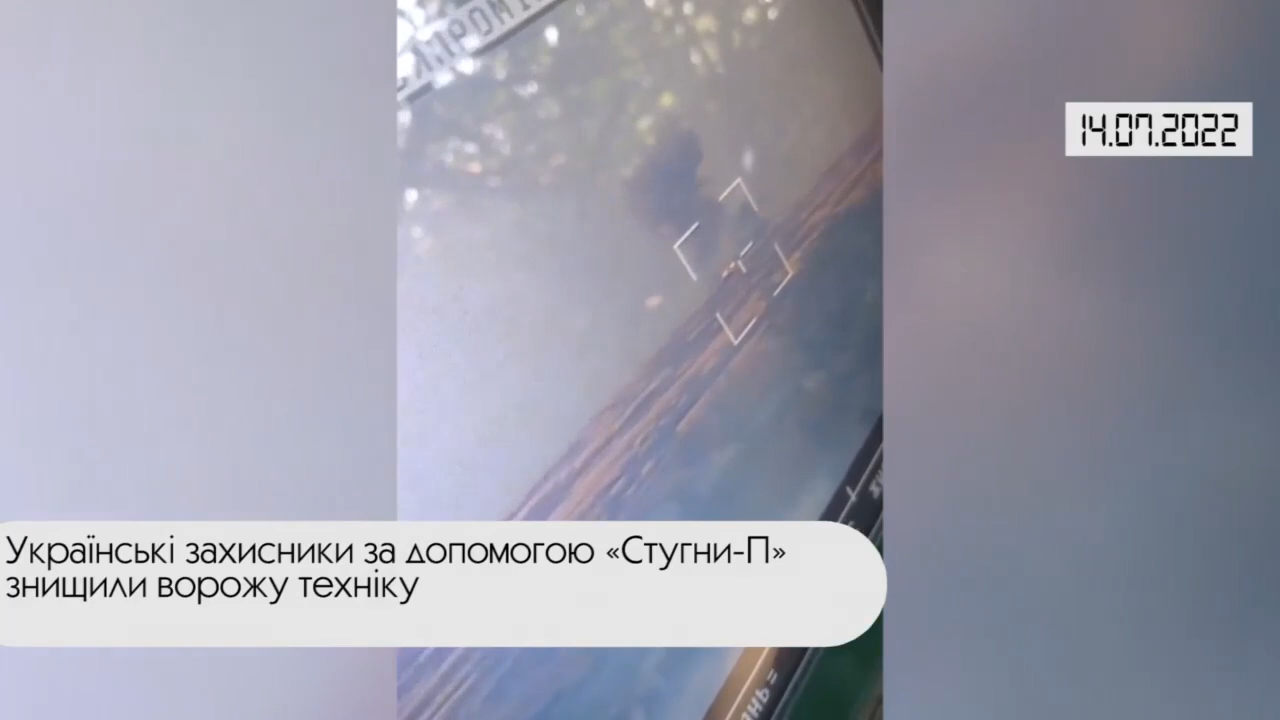 14.07.2022
Українські захисники за допомогою «Стугни-П»
знищили ворожу техніку